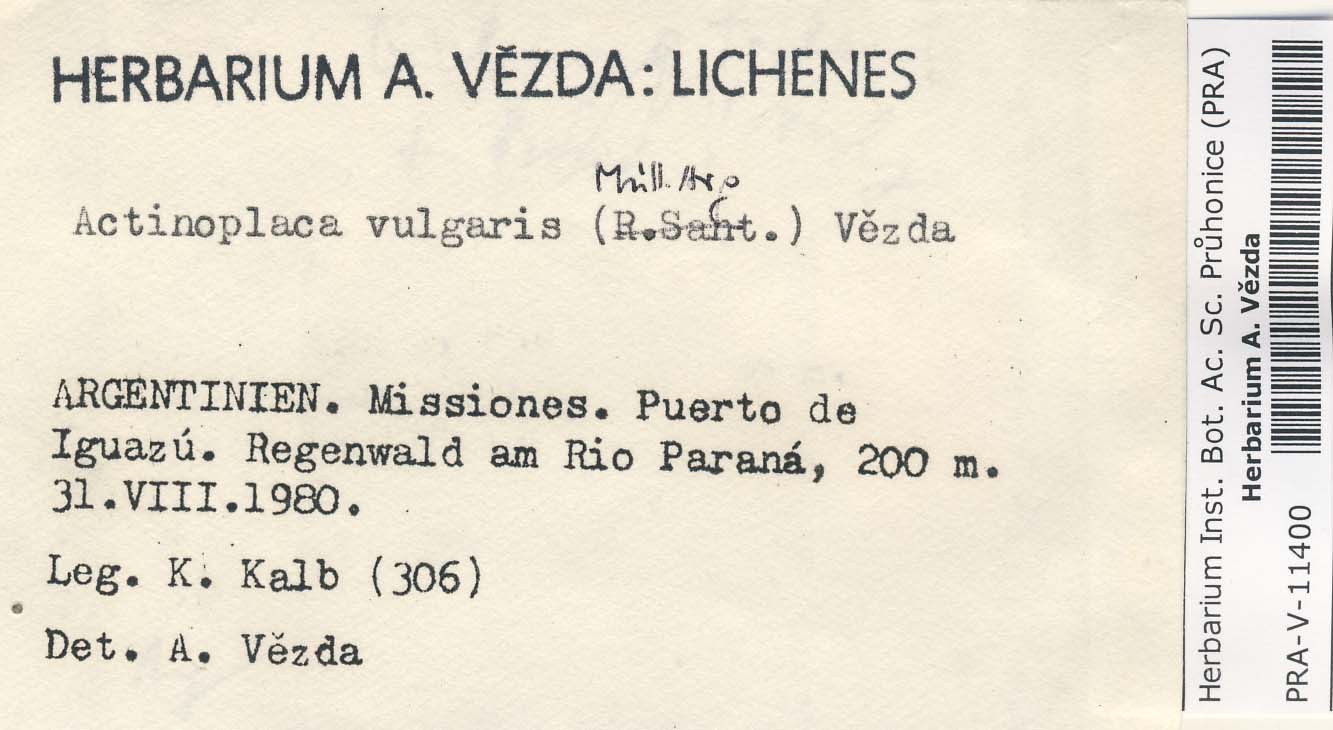 HERBARIUM A. VĚZDA: LICHENES
Müll. Arg
Actinoplaca vulgaris (R.Sant.) Vězda
ARGENTINIEN. Missiones. Puerto de
Iguazú. Regenwald am Rio Paraná, 200 m.
31.VIII.1980.
Leg. K. Kalb (306)
Det. A. Vězda
Herbarium Inst. Bot. Ac. Sc. Průhonice (PRA)
Herbarium A. Vězda
PRA-V-11400